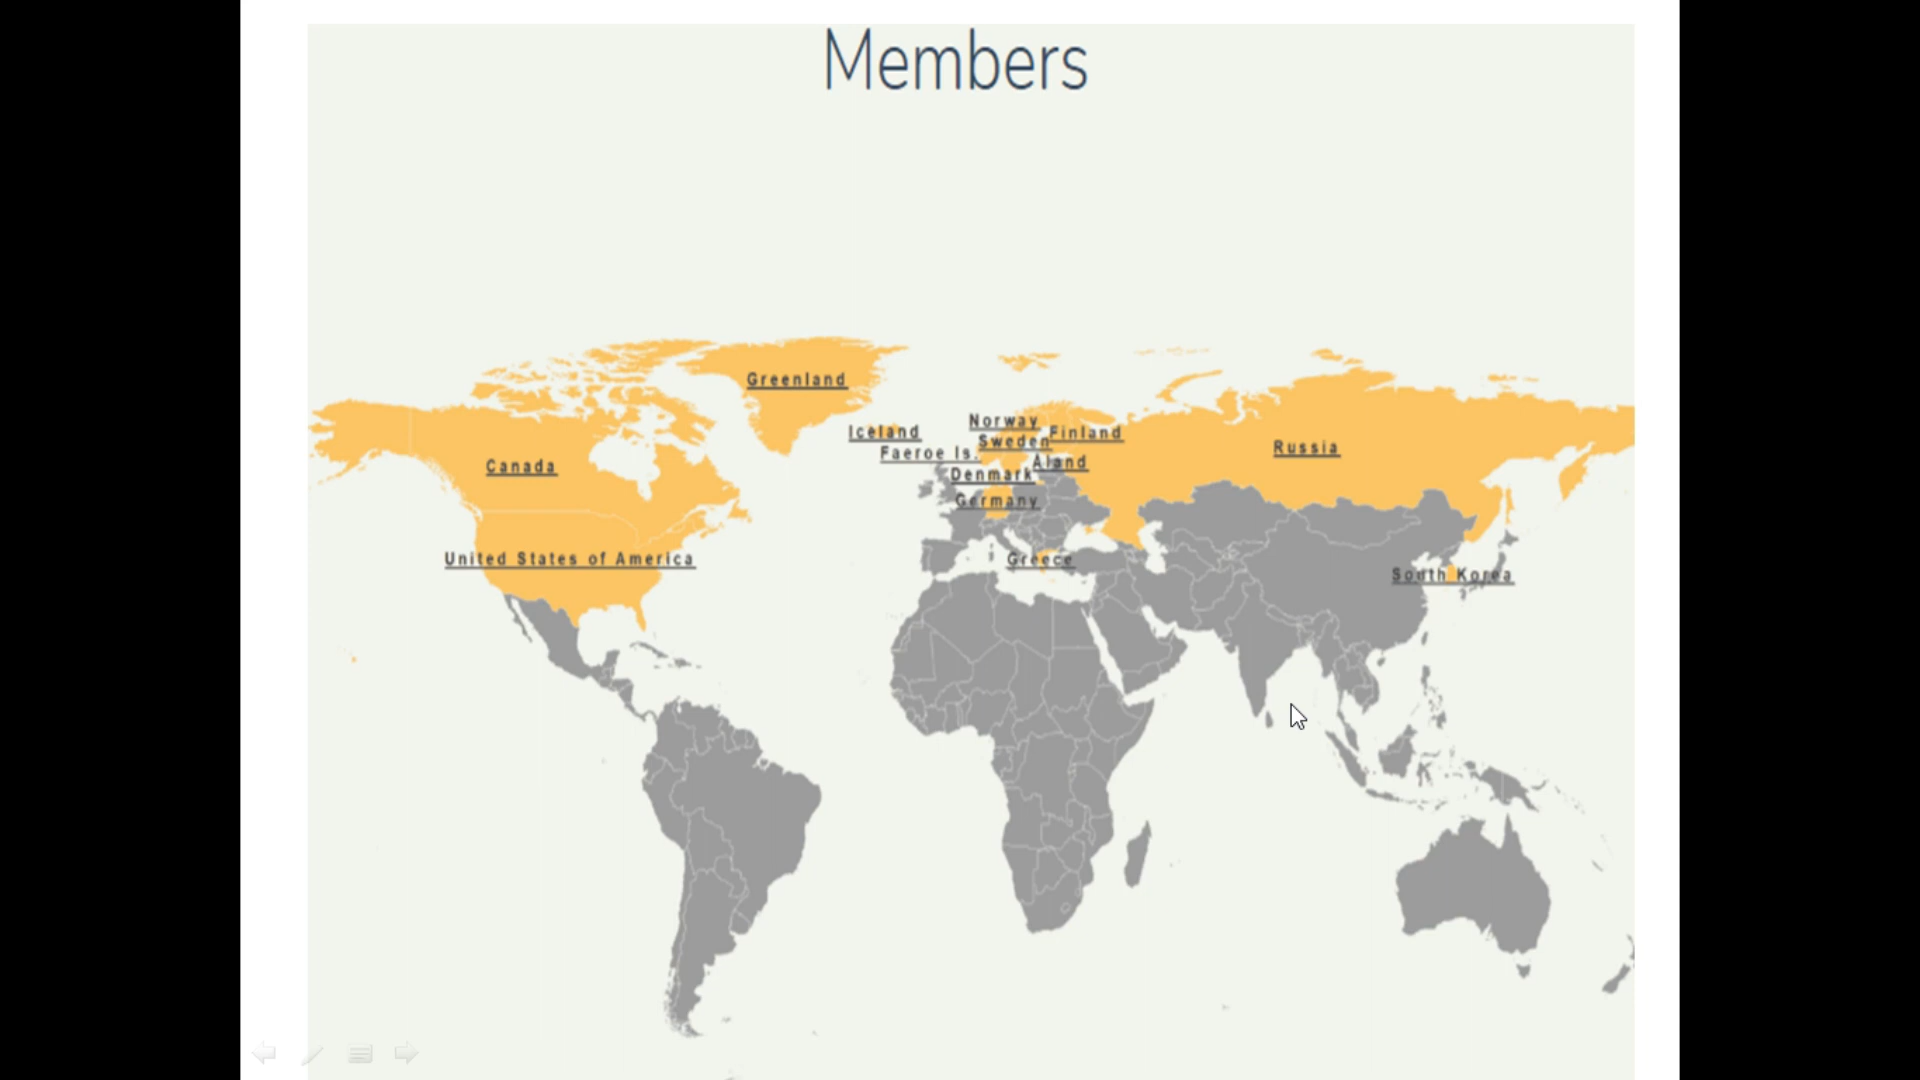 Members
Greenland
Norway
Iceland
Finland
Sweden
Russia
Faeroe Is.
Aland
Canada
Denmark
Germany
United States of America
Greece
South Korea